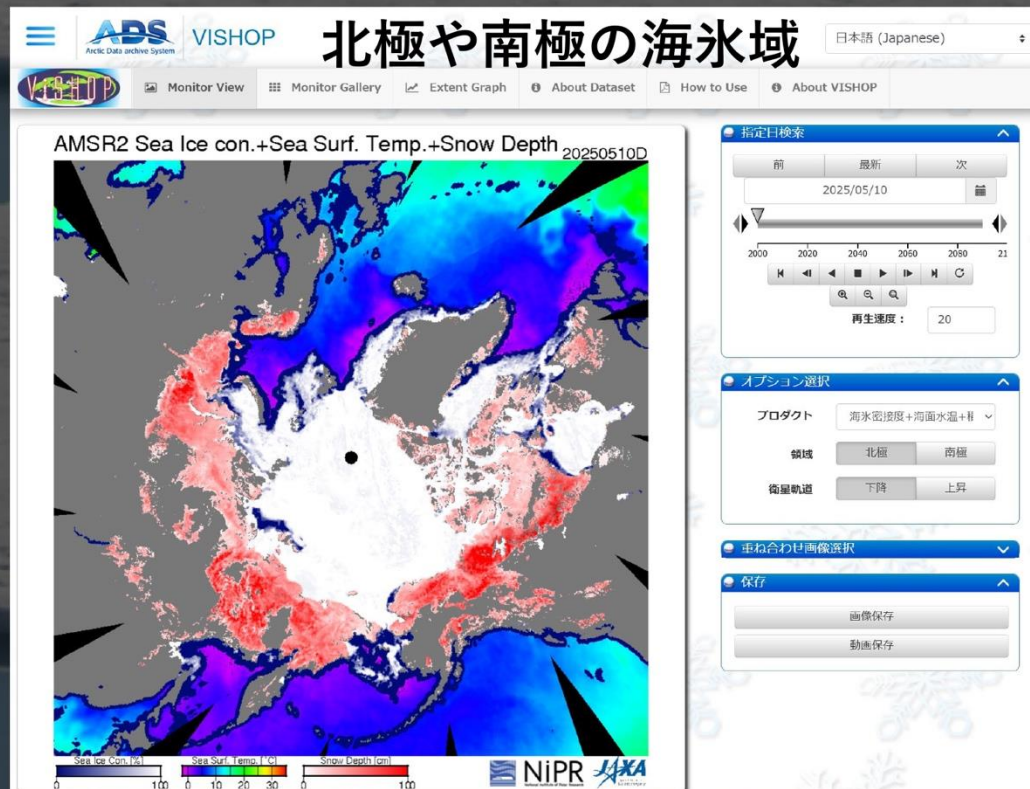 北極や南極の海氷域
ADS
Arctic Data archive System
VISHOP
日本語 (Japanese)
VISHOP
Monitor View
Monitor Gallery
Extent Graph
About Dataset
How to Use
About VISHOP
AMSR2 Sea Ice con.+Sea Surf. Temp.+Snow Depth 20250510D
Sea Ice Con. [%]
0 100
Sea Surf. Temp. [°C]
0 10 20 30
Snow Depth [cm]
0 100
NiPR
JAXA
指定日検索
前 最新 次
2025/05/10
2000 2020 2040 2060 2080 21
再生速度： 20
オプション選択
プロダクト 海氷密接度+海面水温+積
領域 北極 南極
衛星軌道 下降 上昇
重ね合わせ画像選択
保存
画像保存
動画保存